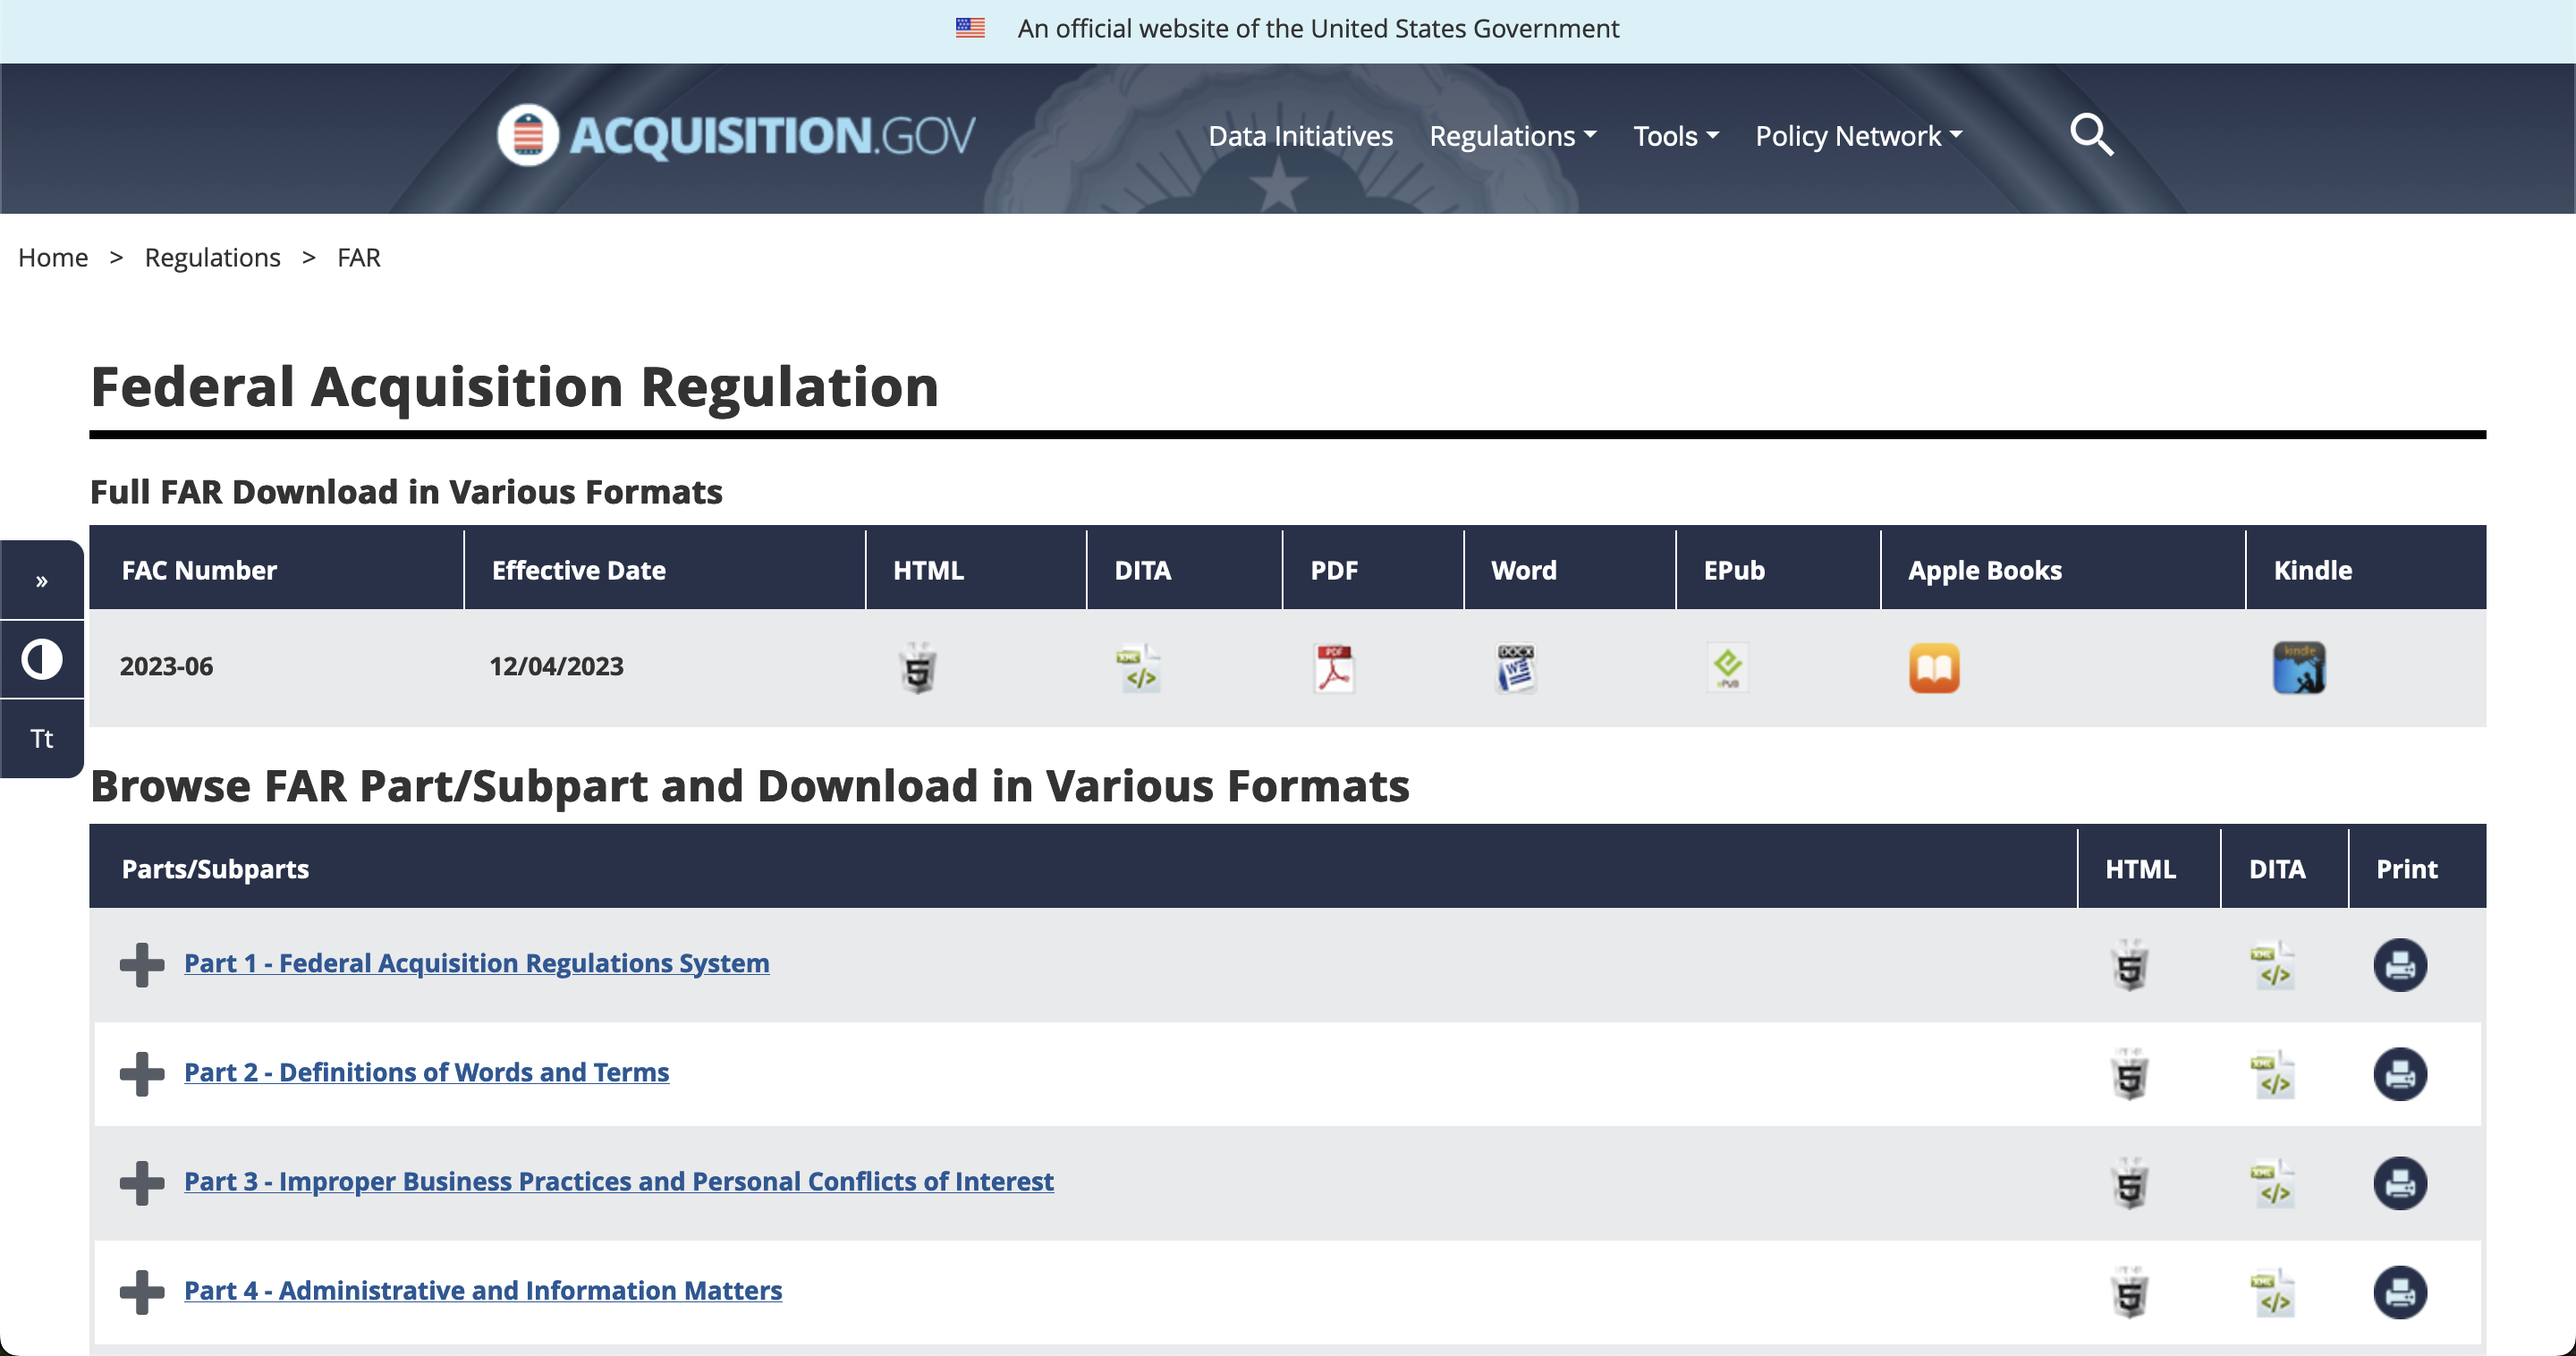 An official website of the United States Government
ACQUISITION.GOV
Data Initiatives Regulations Tools Policy Network
Home > Regulations > FAR
Federal Acquisition Regulation
Full FAR Download in Various Formats
»
FAC Number Effective Date HTML DITA PDF Word EPub Apple Books Kindle
2023-06 12/04/2023
Tt
Browse FAR Part/Subpart and Download in Various Formats
Parts/Subparts HTML DITA Print
Part 1 - Federal Acquisition Regulations System
Part 2 - Definitions of Words and Terms
Part 3 - Improper Business Practices and Personal Conflicts of Interest
Part 4 - Administrative and Information Matters